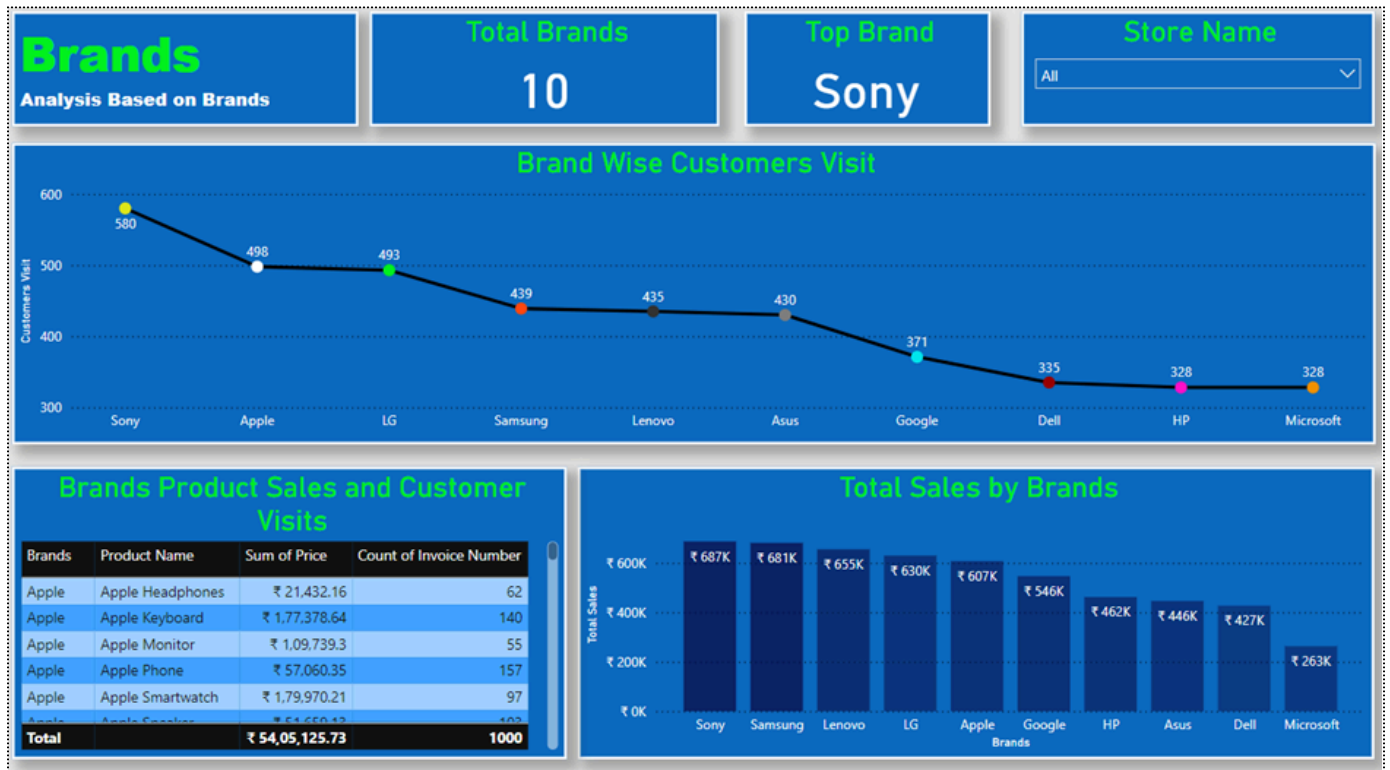 Brands
Analysis Based on Brands
Total Brands
10
Top Brand
Sony
Store Name
All
Brand Wise Customers Visit
Customers Visit
600
500
400
300
580
498
493
439
435
430
371
335
328
328
Sony Apple LG Samsung Lenovo Asus Google Dell HP Microsoft
Brands Product Sales and Customer
Visits
Brands Product Name Sum of Price Count of Invoice Number
Apple Apple Headphones ₹ 21,432.16 62
Apple Apple Keyboard ₹ 1,77,378.64 140
Apple Apple Monitor ₹ 1,09,739.3 55
Apple Apple Phone ₹ 57,060.35 157
Apple Apple Smartwatch ₹ 1,79,970.21 97
Apple Apple Speaker
Total ₹ 54,05,125.73 1000
Total Sales by Brands
Total Sales
₹ 600K
₹ 400K
₹ 200K
₹ 0K
₹ 687K
₹ 681K
₹ 655K
₹ 630K
₹ 607K
₹ 546K
₹ 462K
₹ 446K
₹ 427K
₹ 263K
Sony Samsung Lenovo LG Apple Google HP Asus Dell Microsoft
Brands